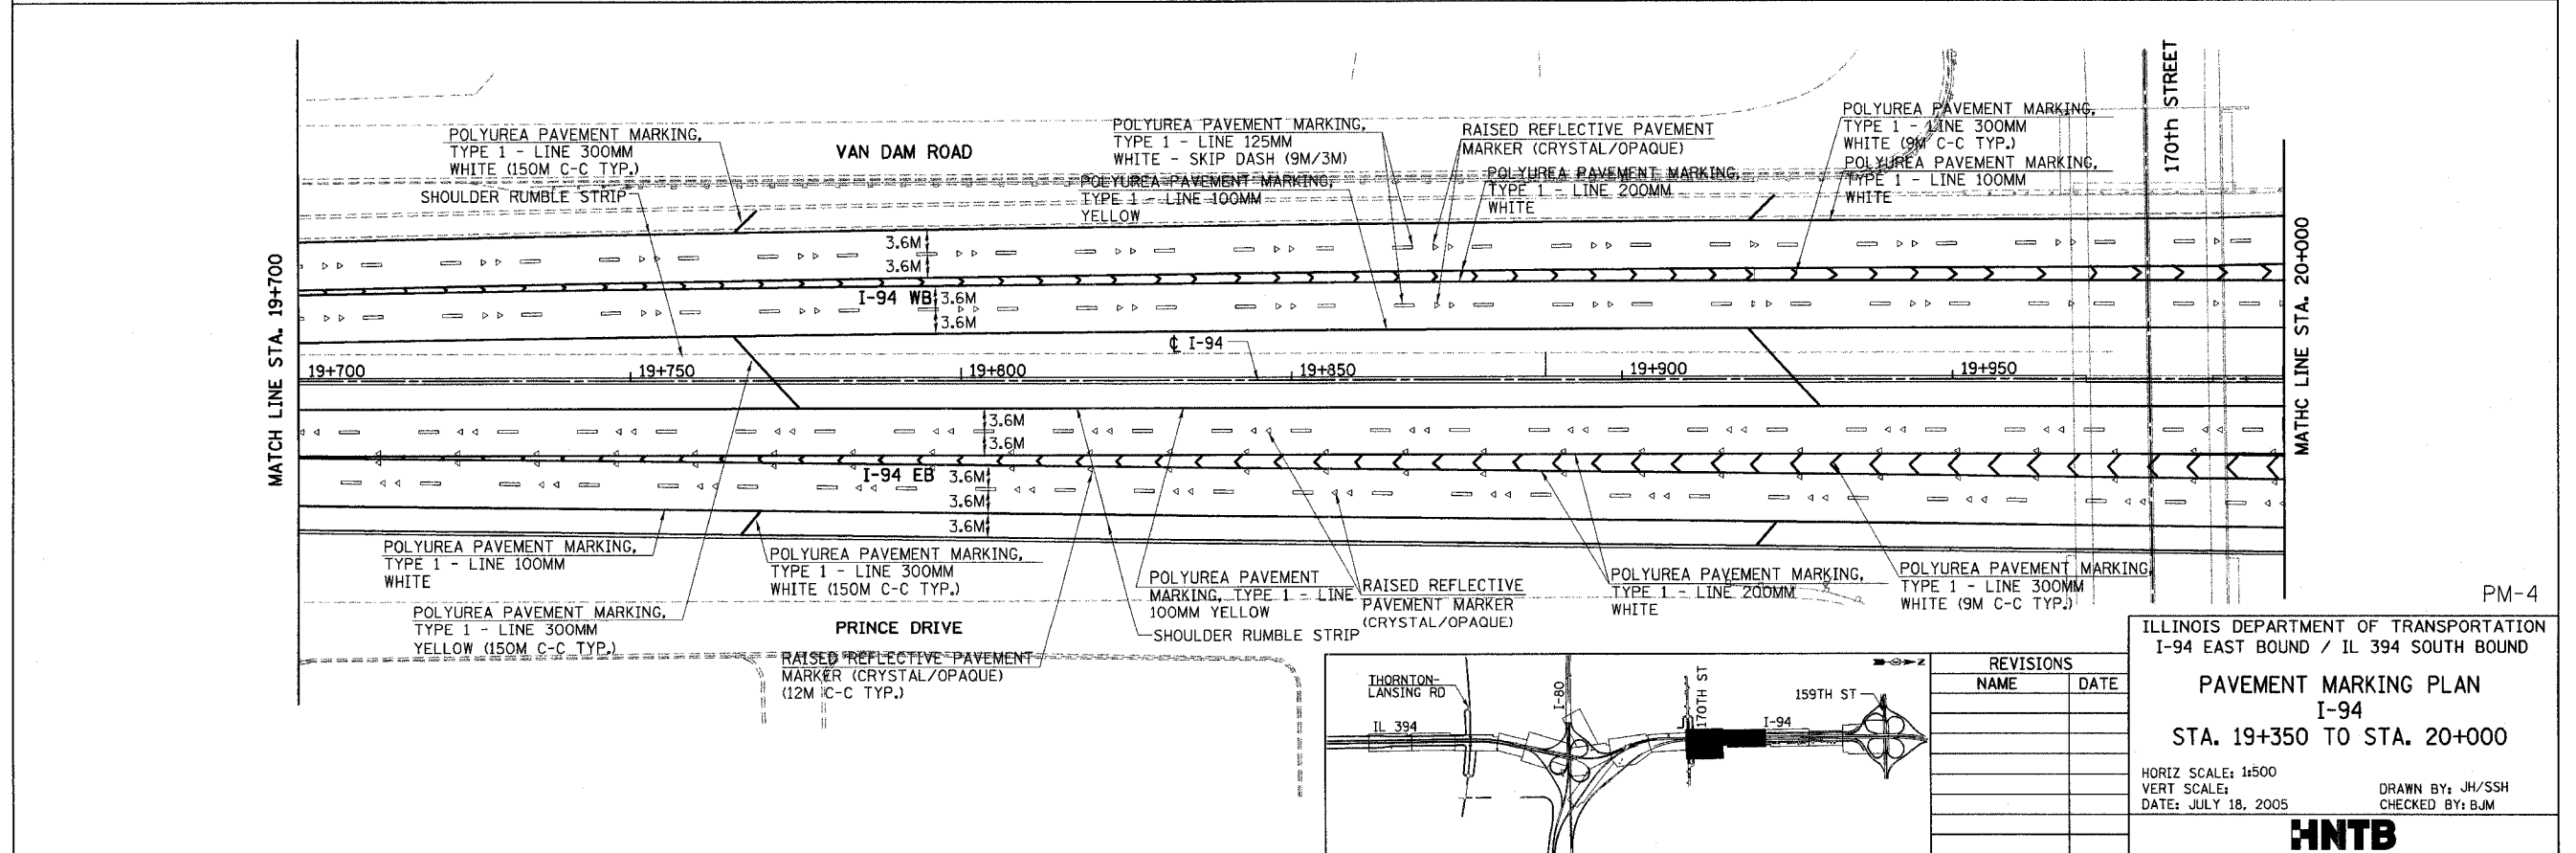 170th STREET
POLYUREA PAVEMENT MARKING,
TYPE 1 - LINE 300MM
WHITE (150M C-C TYP.)
SHOULDER RUMBLE STRIP
VAN DAM ROAD
POLYUREA PAVEMENT MARKING,
TYPE 1 - LINE 125MM
WHITE - SKIP DASH (9M/3M)
POLYUREA PAVEMENT MARKING,
TYPE 1 - LINE 100MM
YELLOW
RAISED REFLECTIVE PAVEMENT
MARKER (CRYSTAL/OPAQUE)
POLYUREA PAVEMENT MARKING,
TYPE 1 - LINE 200MM
WHITE
POLYUREA PAVEMENT MARKING,
TYPE 1 - LINE 300MM
WHITE (9M C-C TYP.)
POLYUREA PAVEMENT MARKING,
TYPE 1 - LINE 100MM
WHITE
MATCH LINE STA. 19+700
MATHC LINE STA. 20+000
3.6M
3.6M
I-94 WB
3.6M
3.6M
℄ I-94
19+700
19+750
19+800
19+850
19+900
19+950
3.6M
3.6M
I-94 EB
3.6M
3.6M
3.6M
POLYUREA PAVEMENT MARKING,
TYPE 1 - LINE 100MM
WHITE
POLYUREA PAVEMENT MARKING,
TYPE 1 - LINE 300MM
YELLOW (150M C-C TYP.)
POLYUREA PAVEMENT MARKING,
TYPE 1 - LINE 300MM
WHITE (150M C-C TYP.)
PRINCE DRIVE
RAISED REFLECTIVE PAVEMENT
MARKER (CRYSTAL/OPAQUE)
(12M C-C TYP.)
POLYUREA PAVEMENT
MARKING, TYPE 1 - LINE
100MM YELLOW
SHOULDER RUMBLE STRIP
RAISED REFLECTIVE
PAVEMENT MARKER
(CRYSTAL/OPAQUE)
POLYUREA PAVEMENT MARKING,
TYPE 1 - LINE 200MM
WHITE
POLYUREA PAVEMENT MARKING,
TYPE 1 - LINE 300MM
WHITE (9M C-C TYP.)
PM-4
THORNTON-
LANSING RD
IL 394
I-80
170TH ST
I-94
159TH ST
Z
REVISIONS
NAME DATE
ILLINOIS DEPARTMENT OF TRANSPORTATION
I-94 EAST BOUND / IL 394 SOUTH BOUND
PAVEMENT MARKING PLAN
I-94
STA. 19+350 TO STA. 20+000
HORIZ SCALE: 1:500
VERT SCALE:
DATE: JULY 18, 2005
DRAWN BY: JH/SSH
CHECKED BY: BJM
HNTB